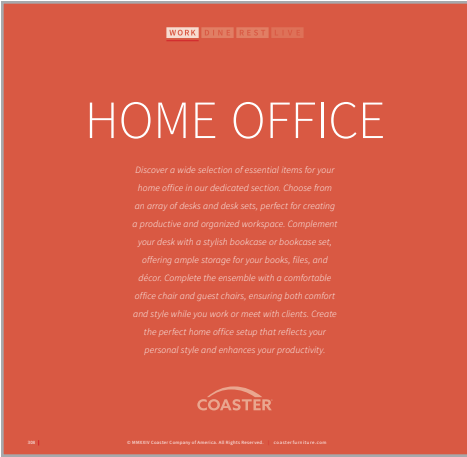 WORK DINE REST LIVE
HOME OFFICE
Discover a wide selection of essential items for your
home office in our dedicated section. Choose from
an array of desks and desk sets, perfect for creating
a productive and organized workspace. Complement
your desk with a stylish bookcase or bookcase set,
offering ample storage for your books, files, and
décor. Complete the ensemble with a comfortable
office chair and guest chairs, ensuring both comfort
and style while you work or meet with clients. Create
the perfect home office setup that reflects your
personal style and enhances your productivity.
COASTER
© MMXXIV Coaster Company of America. All Rights Reserved. | coasterfurniture.com